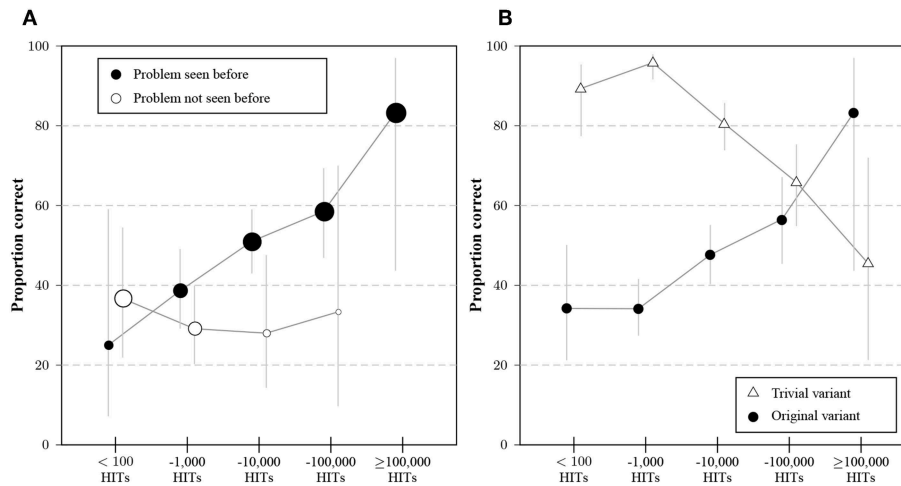 A
Proportion correct
100
80
60
40
20
0
Problem seen before
Problem not seen before
< 100 HITs
-1,000 HITs
-10,000 HITs
-100,000 HITs
≥100,000 HITs
B
Proportion correct
100
80
60
40
20
0
Trivial variant
Original variant
< 100 HITs
-1,000 HITs
-10,000 HITs
-100,000 HITs
≥100,000 HITs